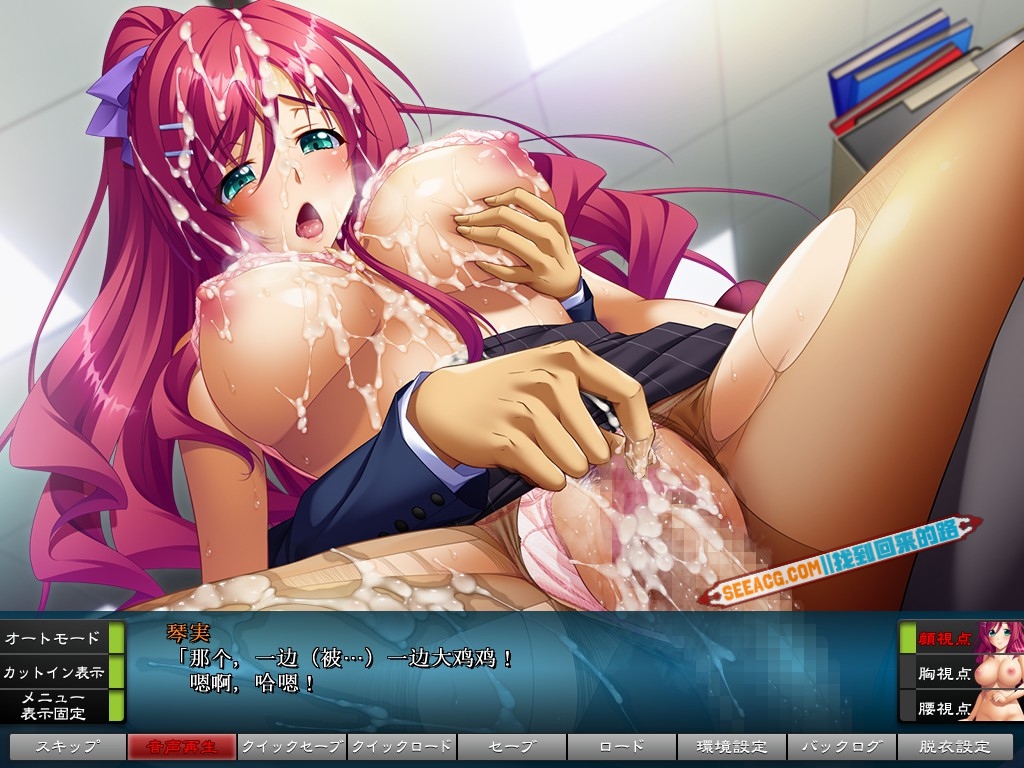 SEEACG.COM||找到回来的路
オートモード
カットイン表示
メニュー
表示固定
琴実
「那个，一边（被…）一边大鸡鸡！
嗯啊，哈嗯！
顔視点
胸視点
腰視点
スキップ
音声再生
クイックセーブ
クイックロード
セーブ
ロード
環境設定
バックログ
脱衣設定